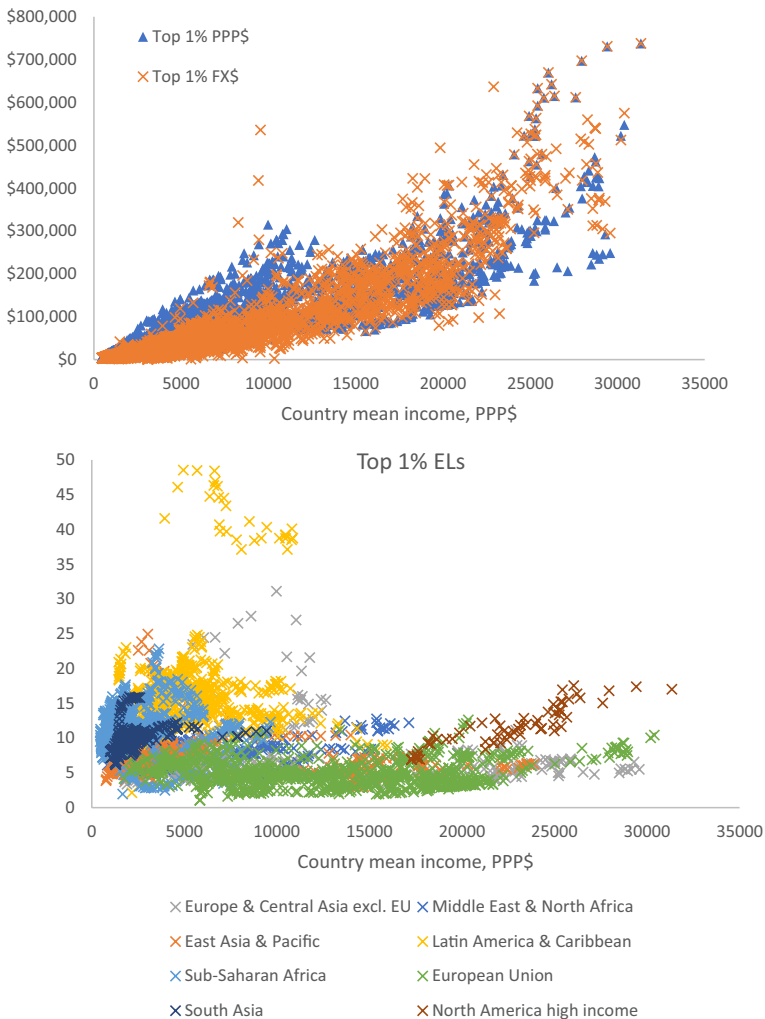 $800,000
$700,000
$600,000
$500,000
$400,000
$300,000
$200,000
$100,000
$0
Top 1% PPP$
Top 1% FX$
0 5000 10000 15000 20000 25000 30000 35000
Country mean income, PPP$
Top 1% ELs
50
45
40
35
30
25
20
15
10
5
0
0 5000 10000 15000 20000 25000 30000 35000
Country mean income, PPP$
Europe & Central Asia excl. EU Middle East & North Africa
East Asia & Pacific Latin America & Caribbean
Sub-Saharan Africa European Union
South Asia North America high income